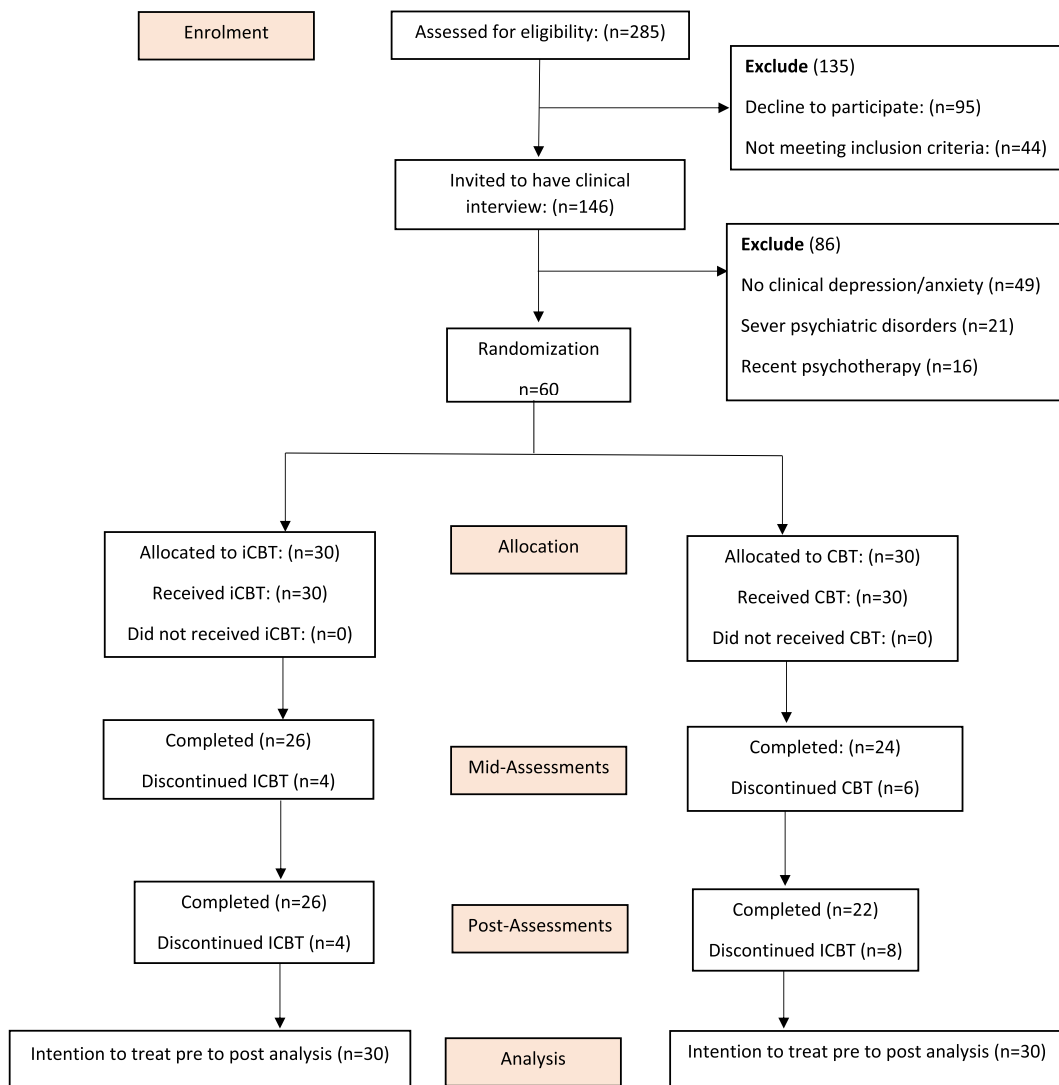 Enrolment
Assessed for eligibility: (n=285)
Exclude (135)
Decline to participate: (n=95)
Not meeting inclusion criteria: (n=44)
Invited to have clinical
interview: (n=146)
Exclude (86)
No clinical depression/anxiety (n=49)
Sever psychiatric disorders (n=21)
Recent psychotherapy (n=16)
Randomization
n=60
Allocated to iCBT: (n=30)
Received iCBT: (n=30)
Did not received iCBT: (n=0)
Allocation
Allocated to CBT: (n=30)
Received CBT: (n=30)
Did not received CBT: (n=0)
Completed (n=26)
Discontinued ICBT (n=4)
Mid-Assessments
Completed: (n=24)
Discontinued CBT (n=6)
Completed (n=26)
Discontinued ICBT (n=4)
Post-Assessments
Completed (n=22)
Discontinued ICBT (n=8)
Intention to treat pre to post analysis (n=30)
Analysis
Intention to treat pre to post analysis (n=30)